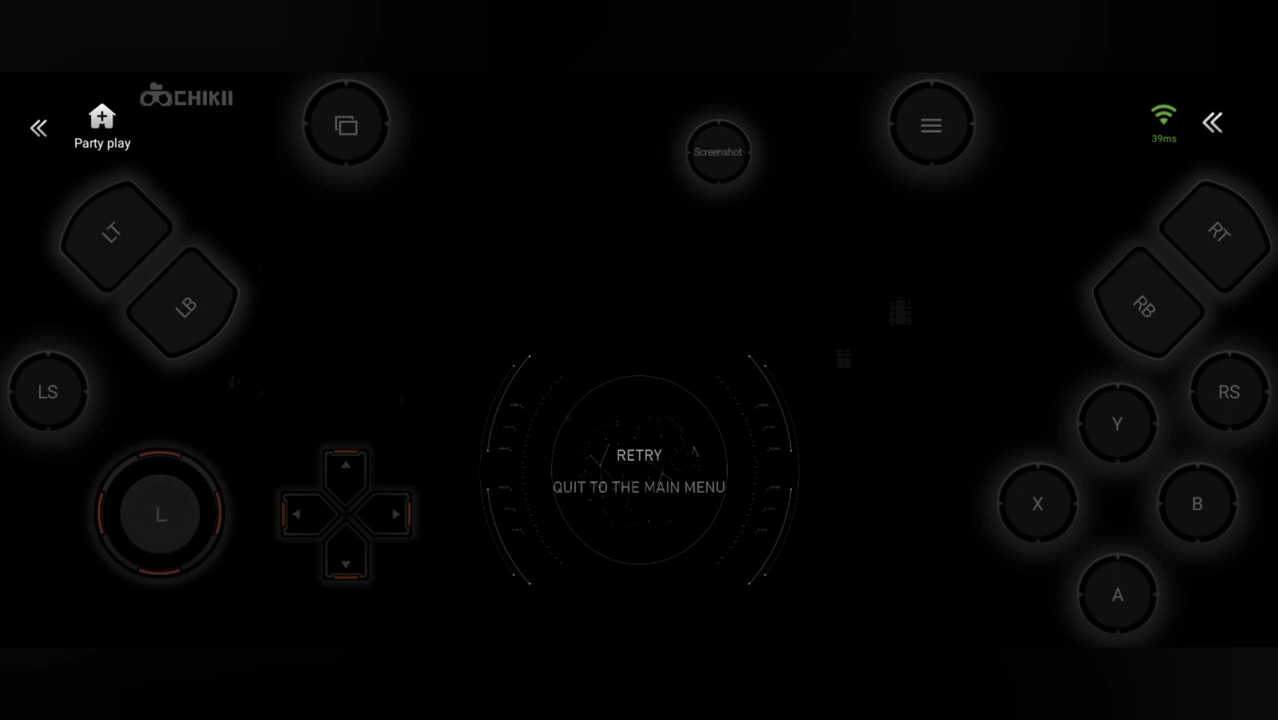 CHIKII
Party play
Screenshot
39ms
LT
RT
LB
RB
LS
RS
Y
RETRY
QUIT TO THE MAIN MENU
X
B
L
A